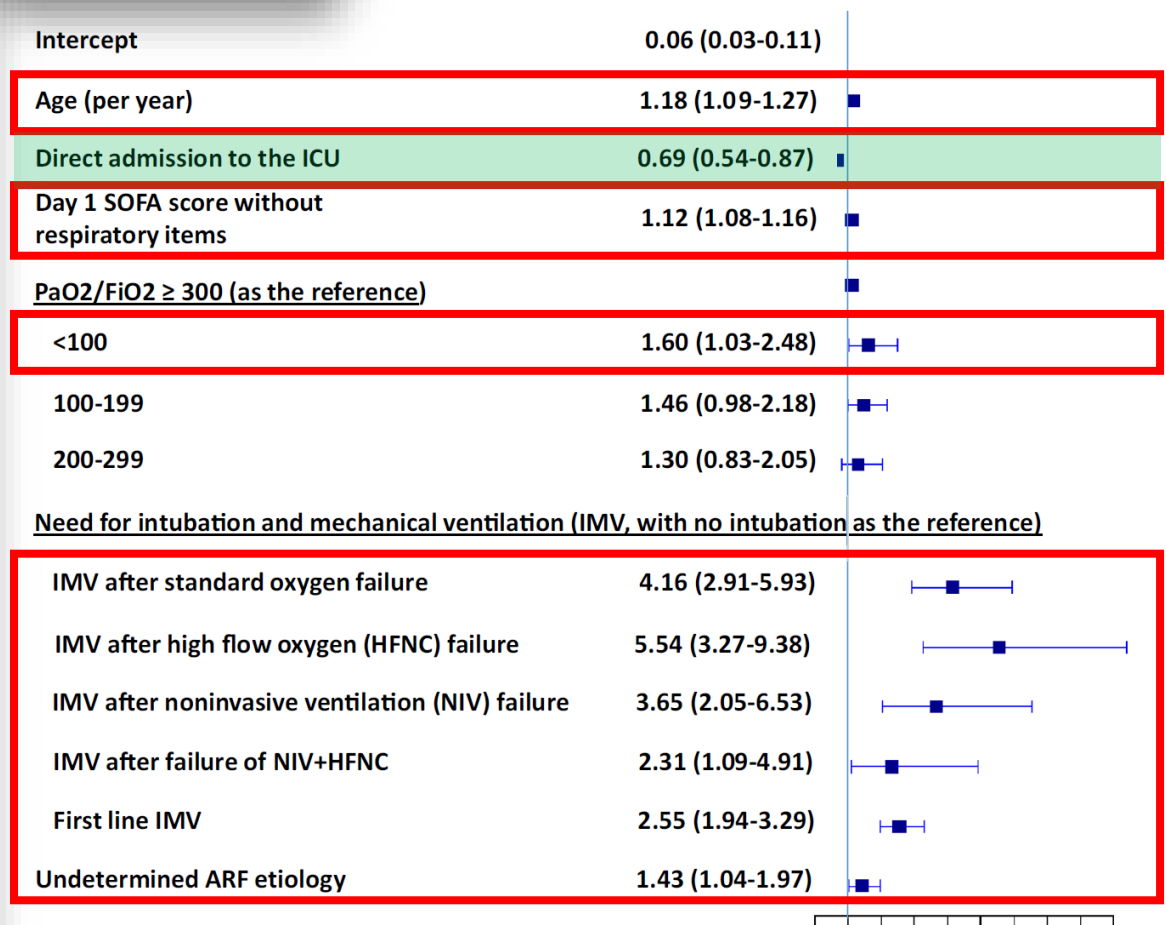 Intercept 0.06 (0.03-0.11)
Age (per year) 1.18 (1.09-1.27)
Direct admission to the ICU 0.69 (0.54-0.87)
Day 1 SOFA score without
respiratory items 1.12 (1.08-1.16)
PaO2/FiO2 ≥ 300 (as the reference)
<100 1.60 (1.03-2.48)
100-199 1.46 (0.98-2.18)
200-299 1.30 (0.83-2.05)
Need for intubation and mechanical ventilation (IMV, with no intubation as the reference)
IMV after standard oxygen failure 4.16 (2.91-5.93)
IMV after high flow oxygen (HFNC) failure 5.54 (3.27-9.38)
IMV after noninvasive ventilation (NIV) failure 3.65 (2.05-6.53)
IMV after failure of NIV+HFNC 2.31 (1.09-4.91)
First line IMV 2.55 (1.94-3.29)
Undetermined ARF etiology 1.43 (1.04-1.97)